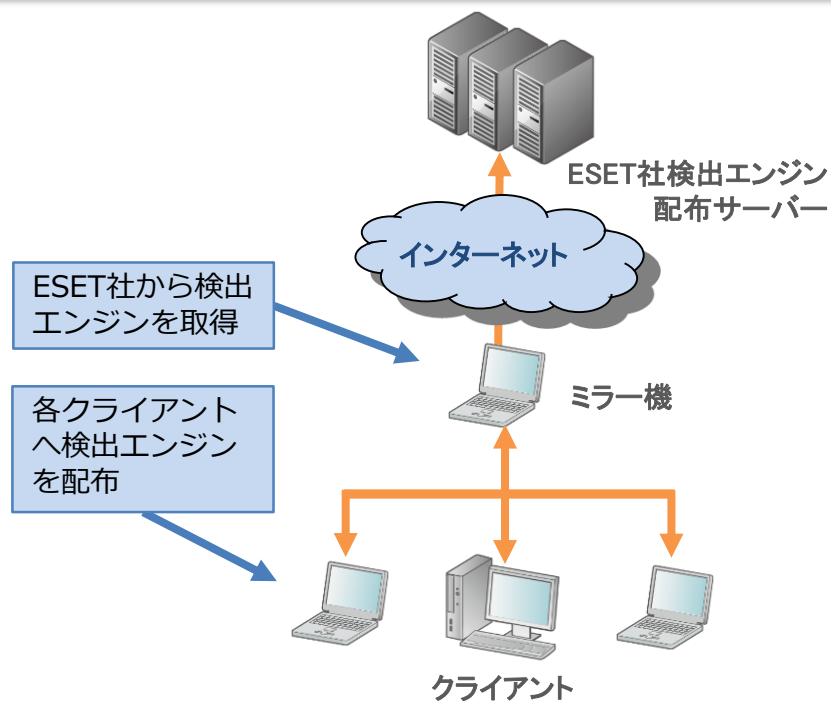 ESET社検出エンジン
配布サーバー
インターネット
ESET社から検出
エンジンを取得
ミラー機
各クライアント
へ検出エンジン
を配布
クライアント